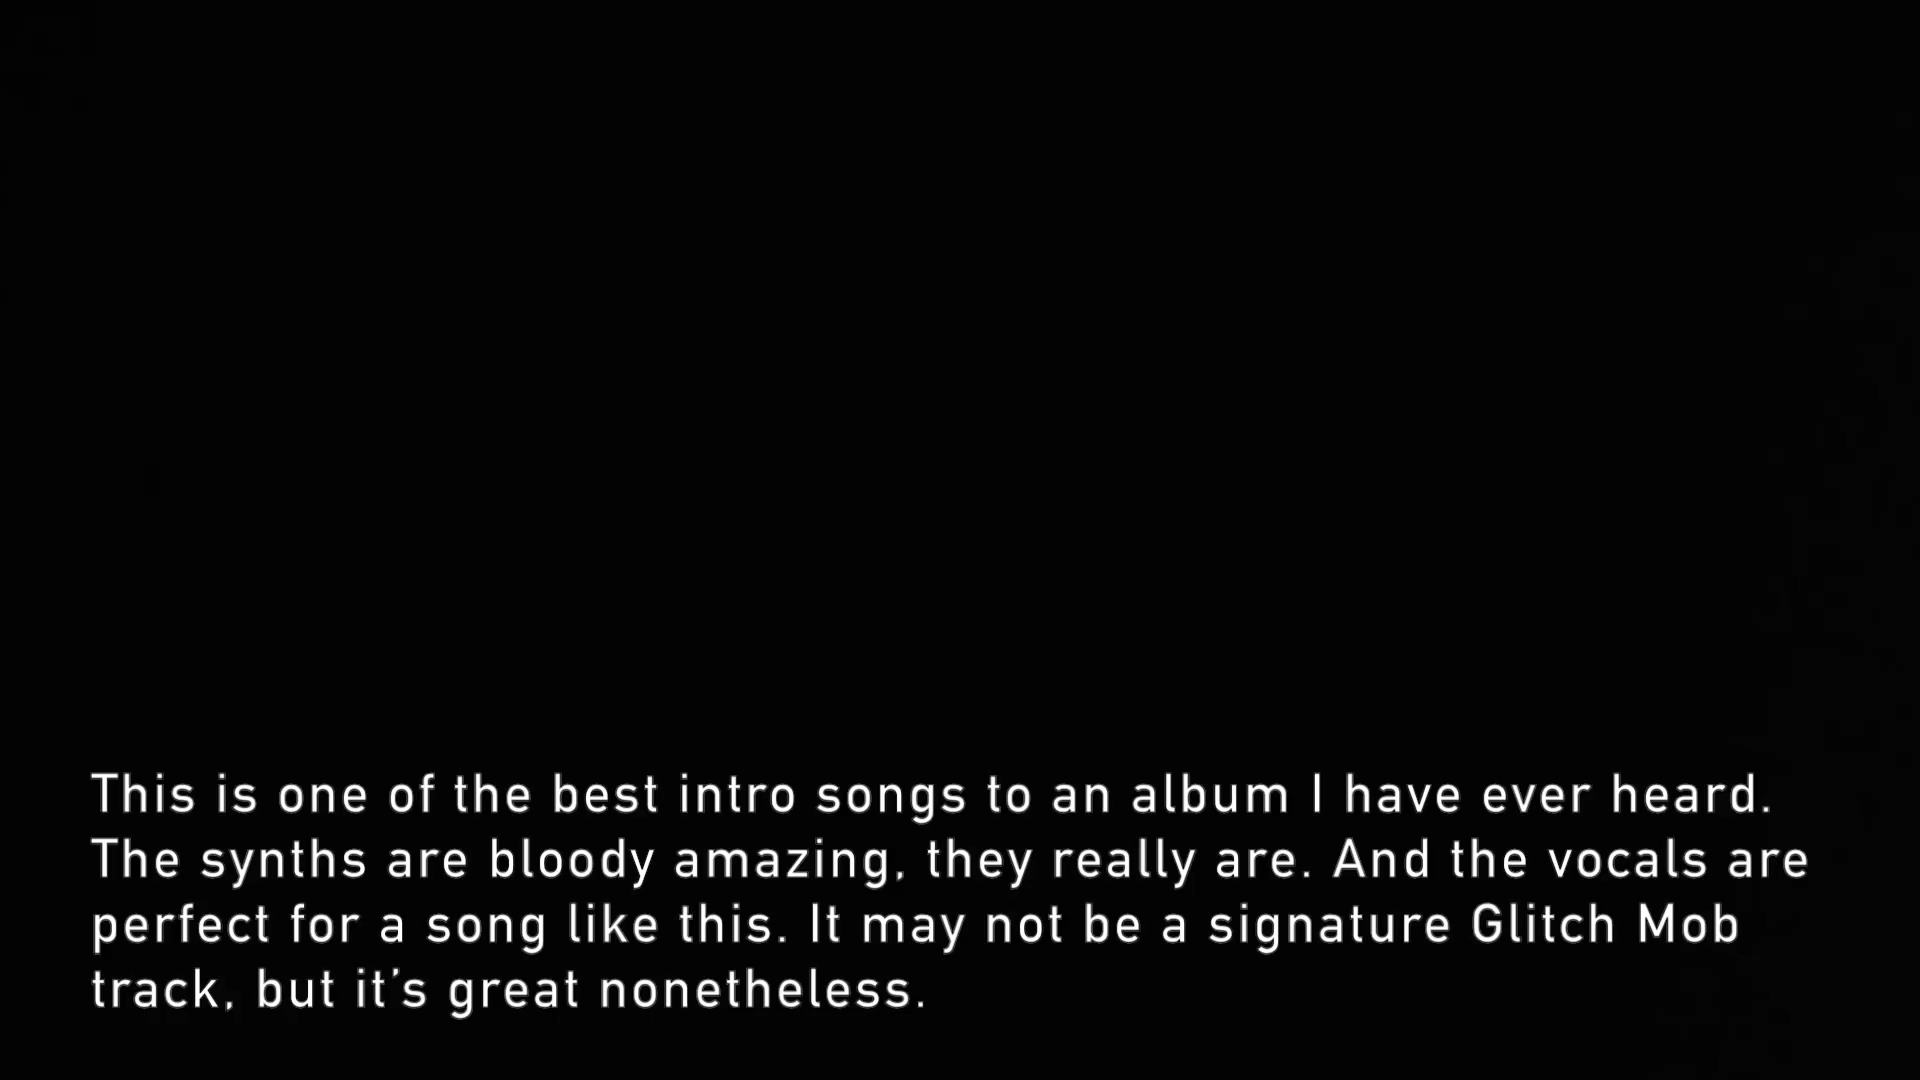 This is one of the best intro songs to an album I have ever heard.
The synths are bloody amazing, they really are. And the vocals are
perfect for a song like this. It may not be a signature Glitch Mob
track, but it’s great nonetheless.